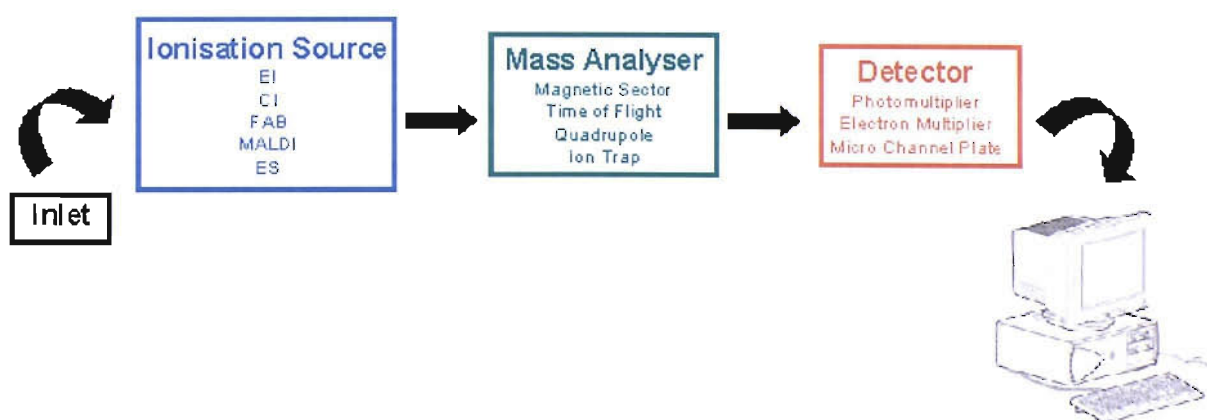 Inlet
Ionisation Source
EI
CI
FAB
MALDI
ES
Mass Analyser
Magnetic Sector
Time of Flight
Quadrupole
Ion Trap
Detector
Photomultiplier
Electron Multiplier
Micro Channel Plate